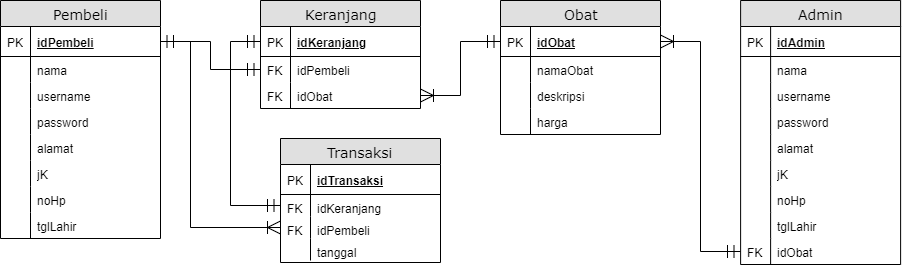 Pembeli
PK idPembeli
nama
username
password
alamat
jK
noHp
tglLahir
Keranjang
PK idKeranjang
FK idPembeli
FK idObat
Transaksi
PK idTransaksi
FK idKeranjang
FK idPembeli
tanggal
Obat
PK idObat
namaObat
deskripsi
harga
Admin
PK idAdmin
nama
username
password
alamat
jK
noHp
tglLahir
FK idObat